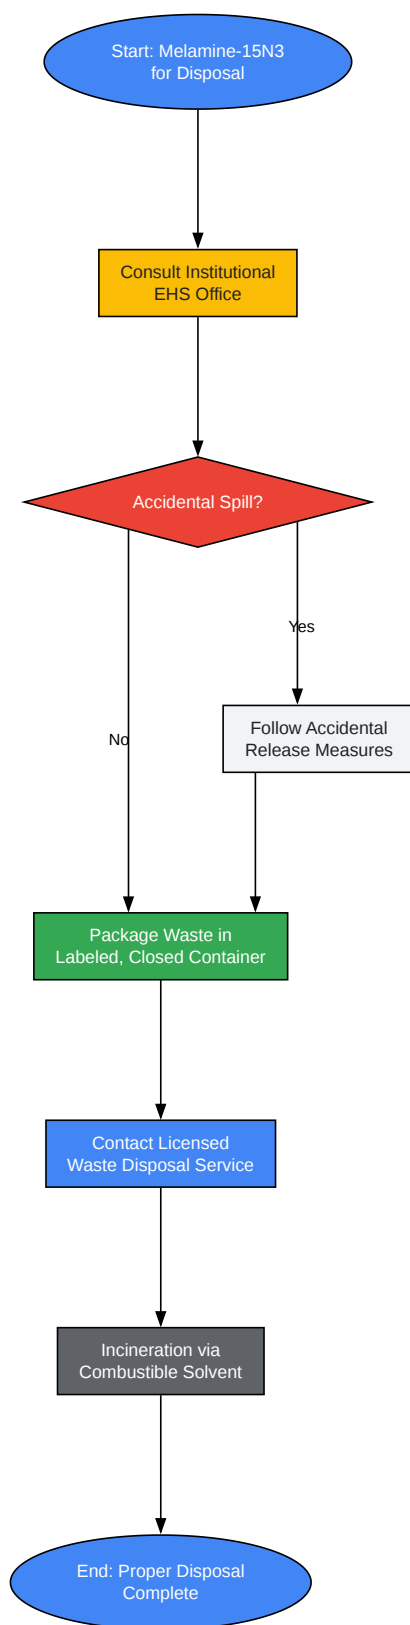 Start: Melamine-15N3
for Disposal
Consult Institutional
EHS Office
Accidental Spill?
Yes
Follow Accidental
Release Measures
No
Package Waste in
Labeled, Closed Container
Contact Licensed
Waste Disposal Service
Incineration via
Combustible Solvent
End: Proper Disposal
Complete